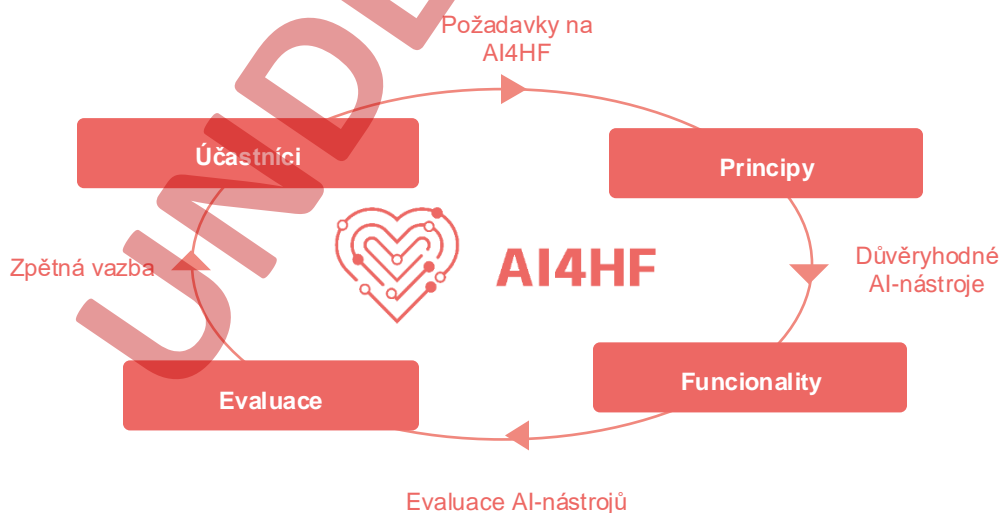 Požadavky na
AI4HF
Účastníci
Principy
Zpětná vazba
AI4HF
Důvěryhodné
AI-nástroje
Evaluace
Funcionality
Evaluace AI-nástrojů